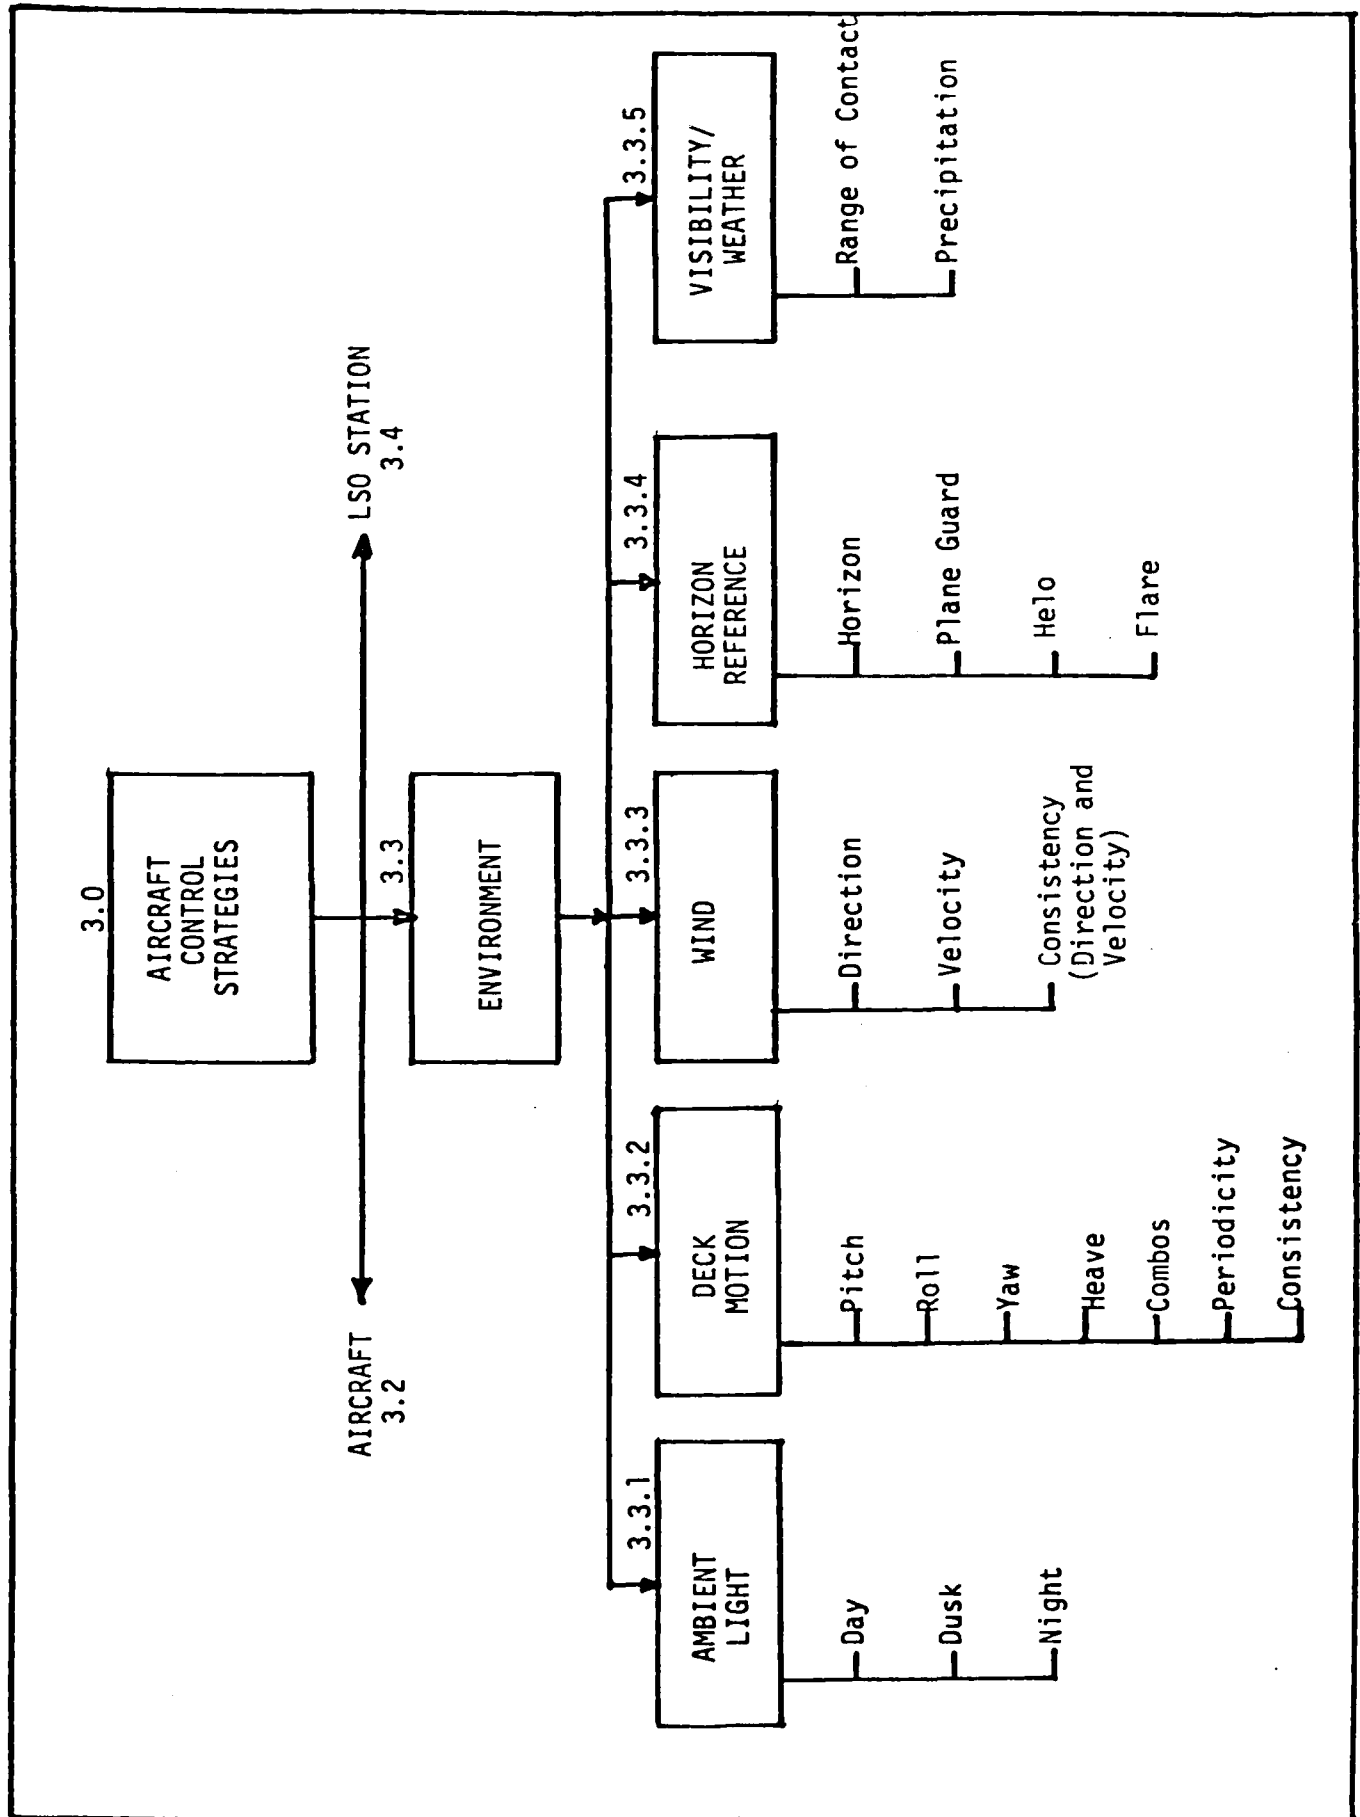 3.0
AIRCRAFT
CONTROL
STRATEGIES
AIRCRAFT
3.2
LSO STATION
3.4
3.3
ENVIRONMENT
3.3.1
AMBIENT
LIGHT
Day
Dusk
Night
3.3.2
DECK
MOTION
Pitch
Roll
Yaw
Heave
Combos
Periodicity
Consistency
3.3.3
WIND
Direction
Velocity
Consistency
(Direction and
Velocity)
3.3.4
HORIZON
REFERENCE
Horizon
Plane Guard
Helo
Flare
3.3.5
VISIBILITY/
WEATHER
Range of Contact
Precipitation